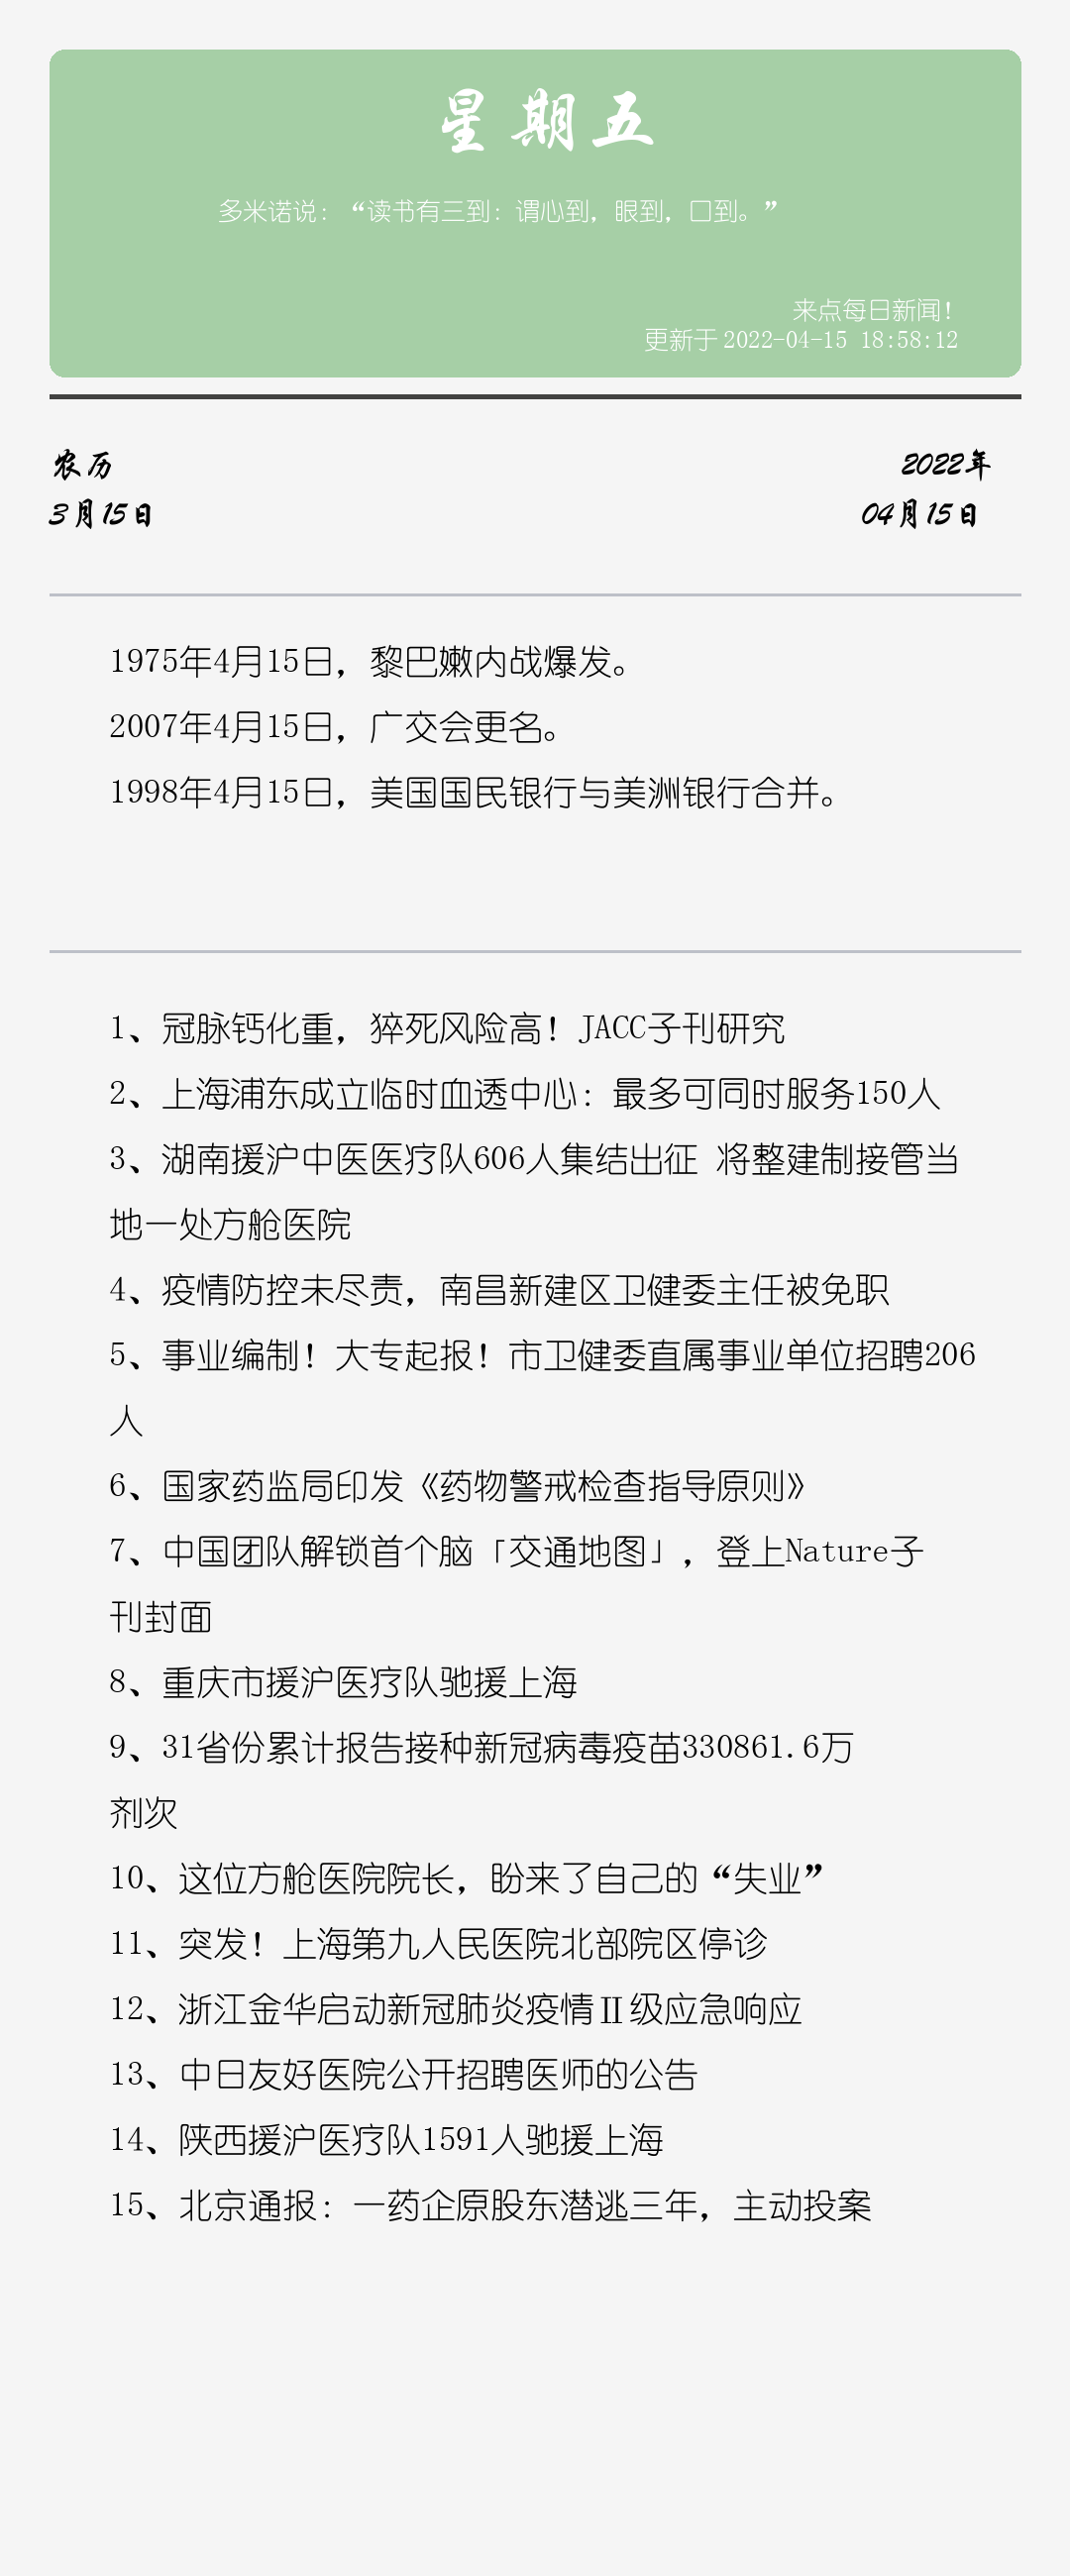 星期五
多米诺说：“读书有三到：谓心到，眼到，口到。”
来点每日新闻！
更新于 2022-04-15 18:58:12
农历
2022年
3月15日
04月15日
1975年4月15日，黎巴嫩内战爆发。
2007年4月15日，广交会更名。
1998年4月15日，美国国民银行与美洲银行合并。
1、冠脉钙化重，猝死风险高！JACC子刊研究
2、上海浦东成立临时血透中心：最多可同时服务150人
3、湖南援沪中医医疗队606人集结出征 将整建制接管当
地一处方舱医院
4、疫情防控未尽责，南昌新建区卫健委主任被免职
5、事业编制！大专起报！市卫健委直属事业单位招聘206
人
6、国家药监局印发《药物警戒检查指导原则》
7、中国团队解锁首个脑「交通地图」，登上Nature子
刊封面
8、重庆市援沪医疗队驰援上海
9、31省份累计报告接种新冠病毒疫苗330861.6万
剂次
10、这位方舱医院院长，盼来了自己的“失业”
11、突发！上海第九人民医院北部院区停诊
12、浙江金华启动新冠肺炎疫情Ⅱ级应急响应
13、中日友好医院公开招聘医师的公告
14、陕西援沪医疗队1591人驰援上海
15、北京通报：一药企原股东潜逃三年，主动投案